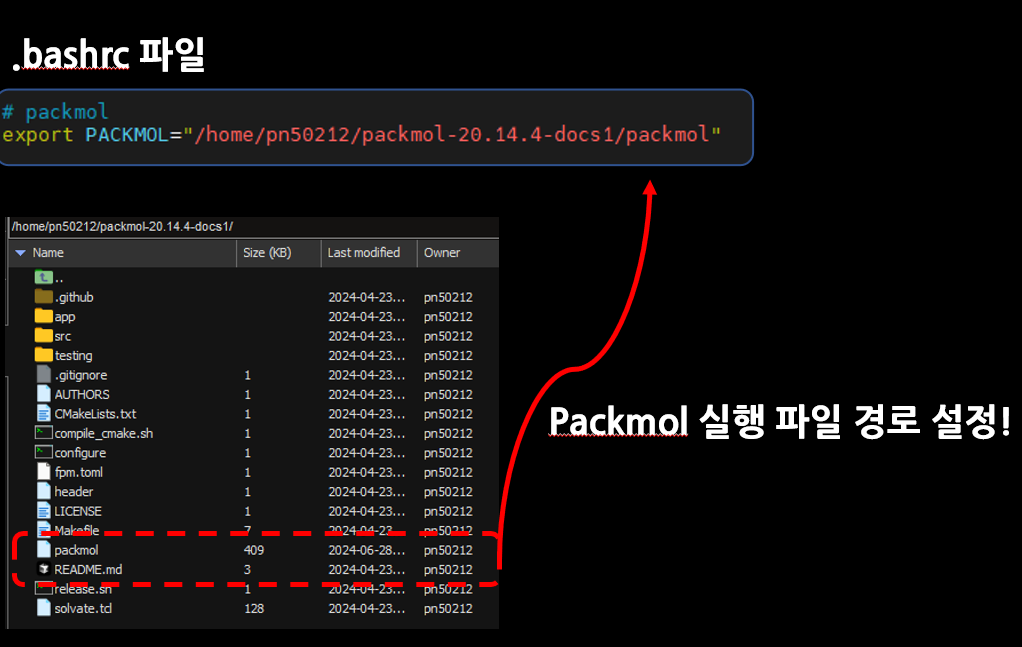 .bashrc 파일
# packmol
export PACKMOL="/home/pn50212/packmol-20.14.4-docs1/packmol"
/home/pn50212/packmol-20.14.4-docs1/
Name Size (KB) Last modified Owner
..
.github 2024-04-23... pn50212
app 2024-04-23... pn50212
src 2024-04-23... pn50212
testing 2024-04-23... pn50212
.gitignore 1 2024-04-23... pn50212
AUTHORS 1 2024-04-23... pn50212
CMakeLists.txt 1 2024-04-23... pn50212
compile_cmake.sh 1 2024-04-23... pn50212
configure 1 2024-04-23... pn50212
fpm.toml 1 2024-04-23... pn50212
header 1 2024-04-23... pn50212
LICENSE 1 2024-04-23... pn50212
Makefile 7 2024-04-23... pn50212
packmol 409 2024-06-28... pn50212
README.md 3 2024-04-23... pn50212
release.sh 1 2024-04-23... pn50212
solvate.tcl 128 2024-04-23... pn50212
Packmol 실행 파일 경로 설정!